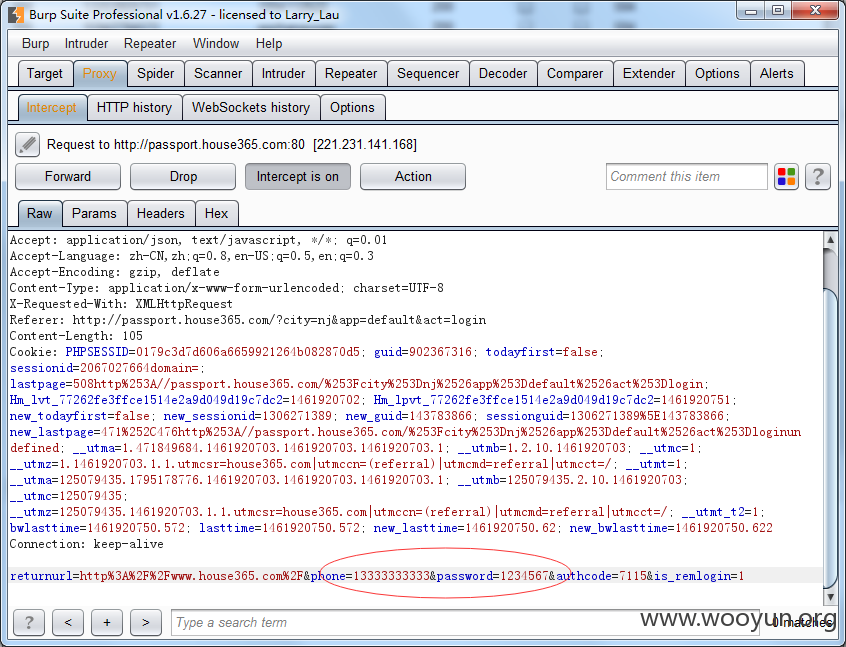 Burp Suite Professional v1.6.27 - licensed to Larry_Lau
Burp Intruder Repeater Window Help
Target Proxy Spider Scanner Intruder Repeater Sequencer Decoder Comparer Extender Options Alerts
Intercept HTTP history WebSockets history Options
Request to http://passport.house365.com:80 [221.231.141.168]
Forward Drop Intercept is on Action Comment this item ?
Raw Params Headers Hex
Accept: application/json, text/javascript, */*; q=0.01
Accept-Language: zh-CN,zh;q=0.8,en-US;q=0.5,en;q=0.3
Accept-Encoding: gzip, deflate
Content-Type: application/x-www-form-urlencoded; charset=UTF-8
X-Requested-With: XMLHttpRequest
Referer: http://passport.house365.com/?city=nj&app=default&act=login
Content-Length: 105
Cookie: PHPSESSID=0179c3d7d606a6659921264b082870d5; guid=902367316; todayfirst=false;
sessionid=2067027664domain=;
lastpage=508http%253A//passport.house365.com/%253Fcity%253Dnj%2526app%253Ddefault%2526act%253Dlogin;
Hm_lvt_77262fe3ffce1514e2a9d049d19c7dc2=1461920702; Hm_lpvt_77262fe3ffce1514e2a9d049d19c7dc2=1461920751;
new_todayfirst=false; new_sessionid=1306271389; new_guid=143783866; sessionguid=1306271389%5E143783866;
new_lastpage=471%252C476http%253A//passport.house365.com/%253Fcity%253Dnj%2526app%253Ddefault%2526act%253Dloginun
defined; __utma=1.471849684.1461920703.1461920703.1461920703.1; __utmb=1.2.10.1461920703; __utmc=1;
__utmz=1.1461920703.1.1.utmcsr=house365.com|utmccn=(referral)|utmcmd=referral|utmcct=/; __utmt=1;
__utma=125079435.1795178776.1461920703.1461920703.1461920703.1; __utmb=125079435.2.10.1461920703;
__utmc=125079435;
__utmz=125079435.1461920703.1.1.utmcsr=house365.com|utmccn=(referral)|utmcmd=referral|utmcct=/; __utmt_t2=1;
bwlasttime=1461920750.572; lasttime=1461920750.572; new_lasttime=1461920750.62; new_bwlasttime=1461920750.622
Connection: keep-alive
returnurl=http%3A%2F%2Fwww.house365.com%2F&phone=13333333333&password=1234567&authcode=7115&is_remlogin=1
? < + > Type a search term 0 matches
www.wooyun.org